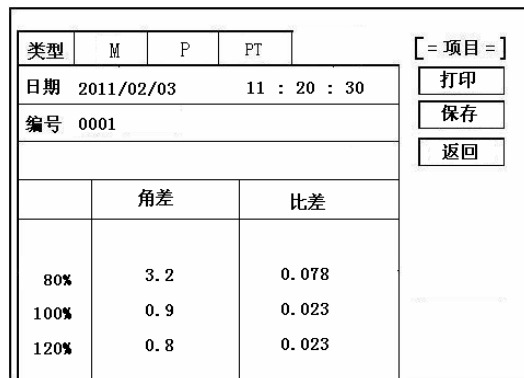 类型 M P PT
[=项目=]
日期 2011/02/03 11 : 20 : 30
打印
编号 0001
保存
返回
角差 比差
80% 3.2 0.078
100% 0.9 0.023
120% 0.8 0.023